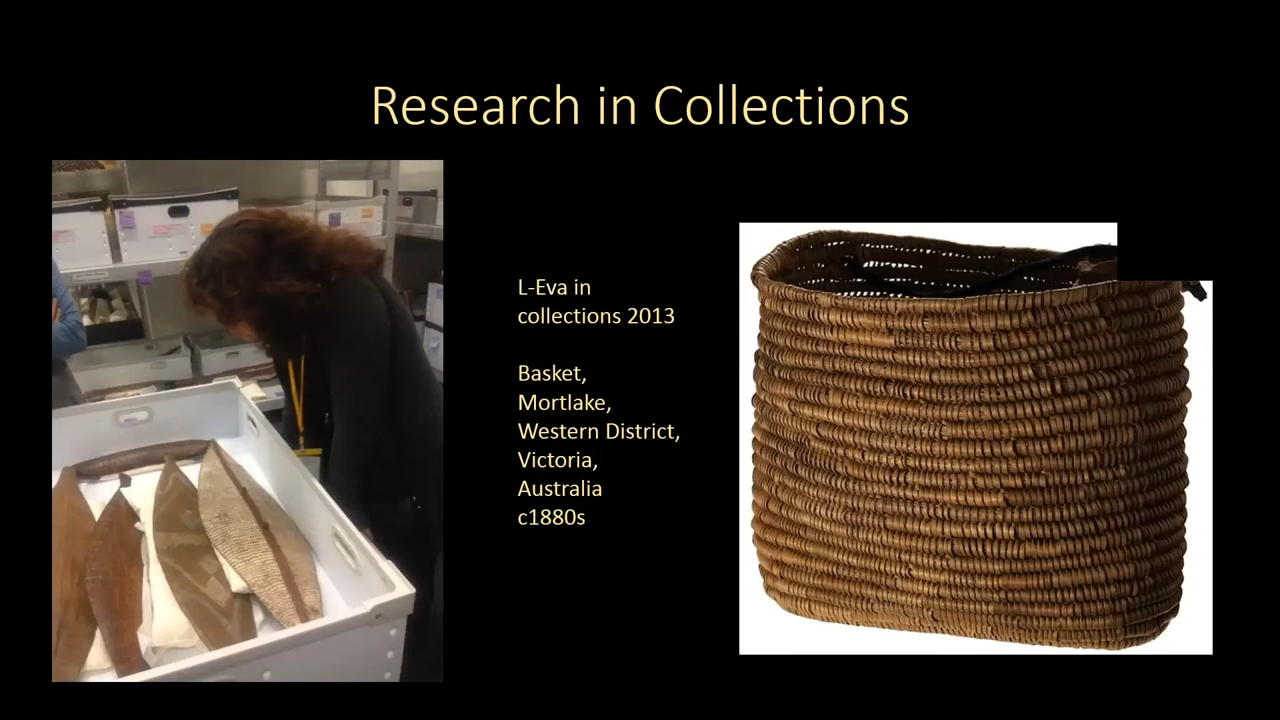 Research in Collections
L-Eva in
collections 2013
Basket,
Mortlake,
Western District,
Victoria,
Australia
c1880s